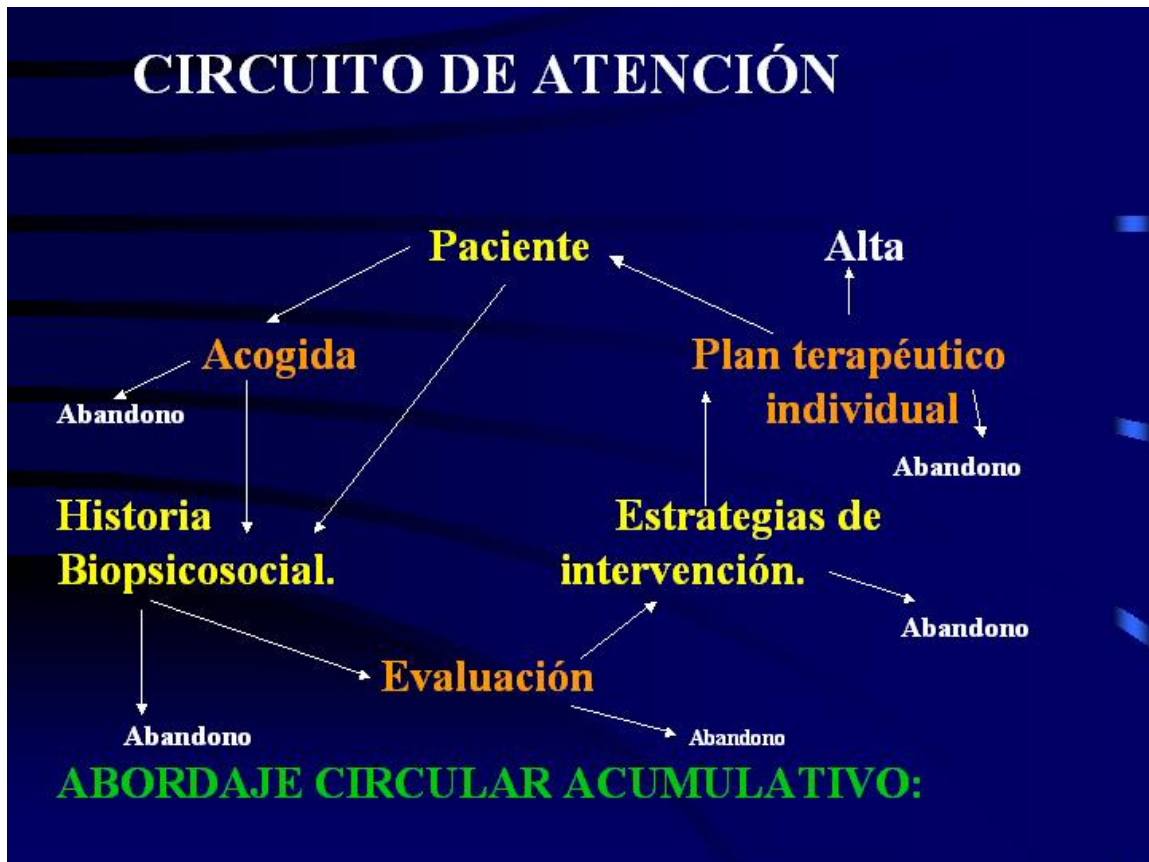 CIRCUITO DE ATENCIÓN
Paciente
Alta
Acogida
Plan terapéutico
individual
Abandono
Abandono
Historia
Biopsicosocial.
Estrategias de
intervención.
Abandono
Evaluación
Abandono
Abandono
ABORDAJE CIRCULAR ACUMULATIVO: